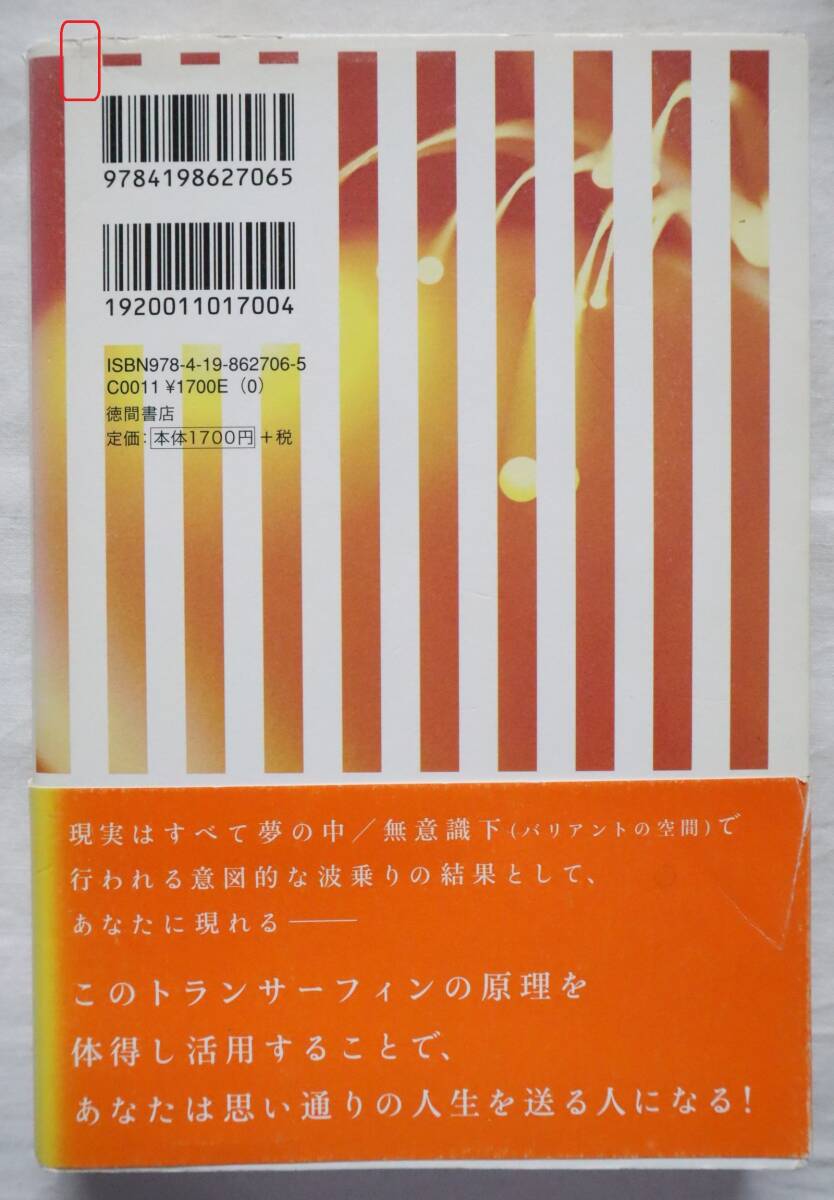 9784198627065
1920011017004
ISBN978-4-19-862706-5
C0011 ¥1700E (0)
徳間書店
定価:本体1700円+税
現実はすべて夢の中/無意識下(バリアントの空間)で
行われる意図的な波乗りの結果として、
あなたに現れる――
このトランサーフィンの原理を
体得し活用することで、
あなたは思い通りの人生を送る人になる!